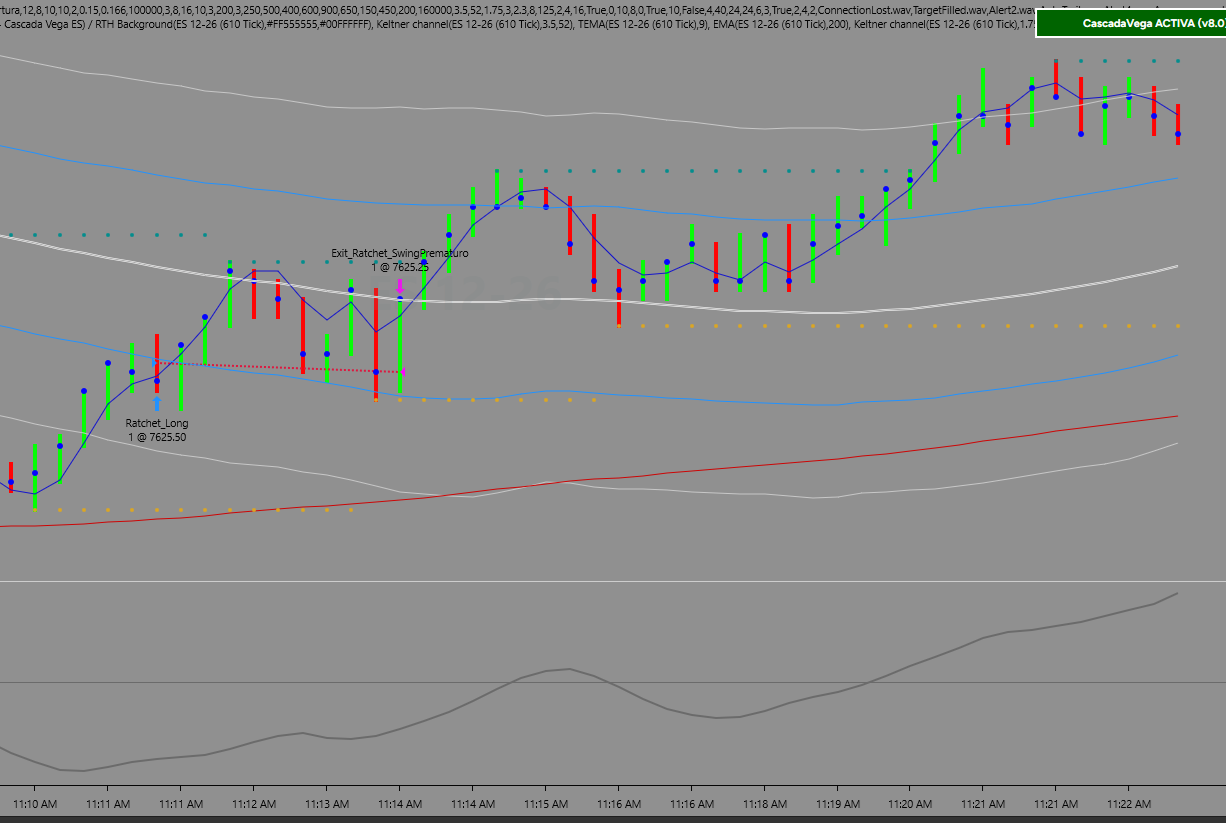 rtura,12,8,10,10,2,0.15,0.166,100000,3,8,16,10,3,200,3,250,500,400,600,900,650,150,450,200,160000,3.5,52,1.75,3,2.3,8,125,2,4,16,True,0,10,8,0,True,10,False,4,40,24,24,6,3,True,2,4,2,ConnectionLost.wav,TargetFilled.wav,Alert2.wav
Cascada Vega ES) / RTH Background(ES 12-26 (610 Tick),#FF555555,#00FFFFFF), Keltner channel(ES 12-26 (610 Tick),3.5,52), TEMA(ES 12-26 (610 Tick),9), EMA(ES 12-26 (610 Tick),200), Keltner channel(ES 12-26 (610 Tick),1.75
CascadaVega ACTIVA (v8.0
Exit_Ratchet_SwingPrematuro
1 @ 7625.25
12-26
Ratchet_Long
1 @ 7625.50
11:10 AM 11:11 AM 11:11 AM 11:12 AM 11:13 AM 11:14 AM 11:14 AM 11:15 AM 11:16 AM 11:16 AM 11:18 AM 11:19 AM 11:20 AM 11:21 AM 11:21 AM 11:22 AM